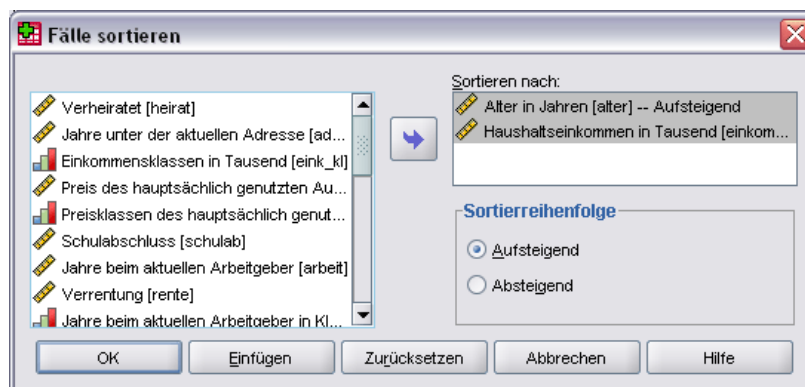 Fälle sortieren
Verheiratet [heirat]
Jahre unter der aktuellen Adresse [ad...
Einkommensklassen in Tausend [eink_kl]
Preis des hauptsächlich genutzten Au...
Preisklassen des hauptsächlich genut...
Schulabschluss [schulab]
Jahre beim aktuellen Arbeitgeber [arbeit]
Verrentung [rente]
Jahre beim aktuellen Arbeitgeber in Kl...
Sortieren nach:
Alter in Jahren [alter] -- Aufsteigend
Haushaltseinkommen in Tausend [einkom...
Sortierreihenfolge
Aufsteigend
Absteigend
OK
Einfügen
Zurücksetzen
Abbrechen
Hilfe